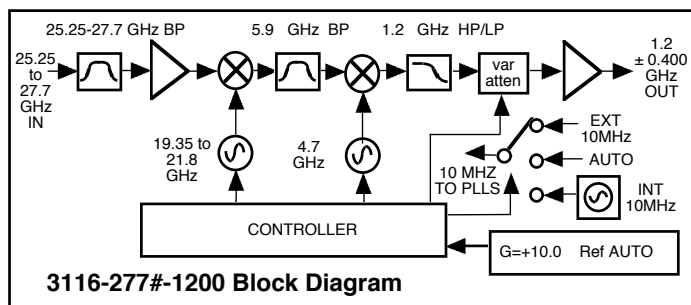 25.25-27.7 GHz BP
5.9 GHz BP
1.2 GHz HP/LP
25.25
to
27.7
GHz
IN
var
atten
1.2
± 0.400
GHz
OUT
19.35 to
21.8
GHz
4.7
GHz
10 MHZ
TO PLLS
EXT
10MHz
AUTO
INT
10MHz
CONTROLLER
G=+10.0 Ref AUTO
3116-277#-1200 Block Diagram